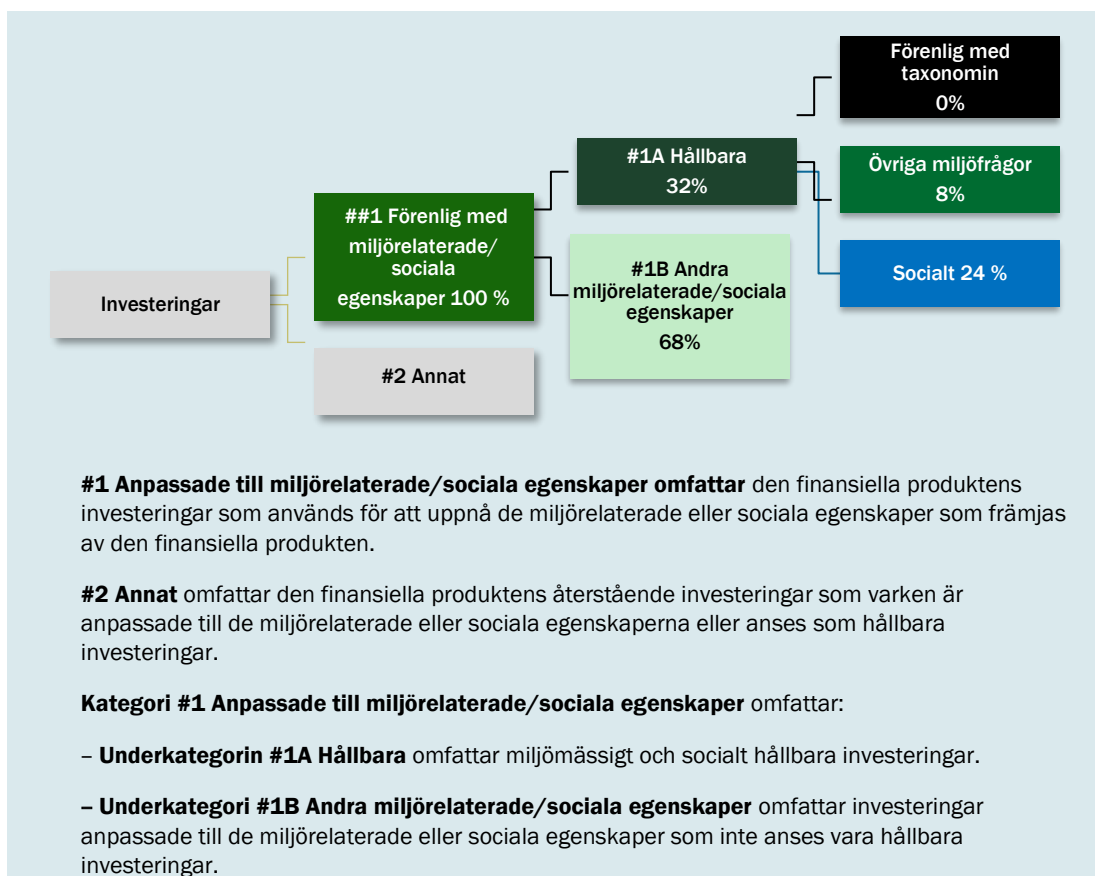 Förenlig med
taxonomin
0%
#1A Hållbara
32%
Övriga miljöfrågor
8%
##1 Förenlig med
miljörelaterade/
sociala
egenskaper 100 %
#1B Andra
miljörelaterade/sociala
egenskaper
68%
Socialt 24 %
Investeringar
#2 Annat
#1 Anpassade till miljörelaterade/sociala egenskaper omfattar den finansiella produktens
investeringar som används för att uppnå de miljörelaterade eller sociala egenskaper som främjas
av den finansiella produkten.
#2 Annat omfattar den finansiella produktens återstående investeringar som varken är
anpassade till de miljörelaterade eller sociala egenskaperna eller anses som hållbara
investeringar.
Kategori #1 Anpassade till miljörelaterade/sociala egenskaper omfattar:
– Underkategorin #1A Hållbara omfattar miljömässigt och socialt hållbara investeringar.
– Underkategori #1B Andra miljörelaterade/sociala egenskaper omfattar investeringar
anpassade till de miljörelaterade eller sociala egenskaper som inte anses vara hållbara
investeringar.